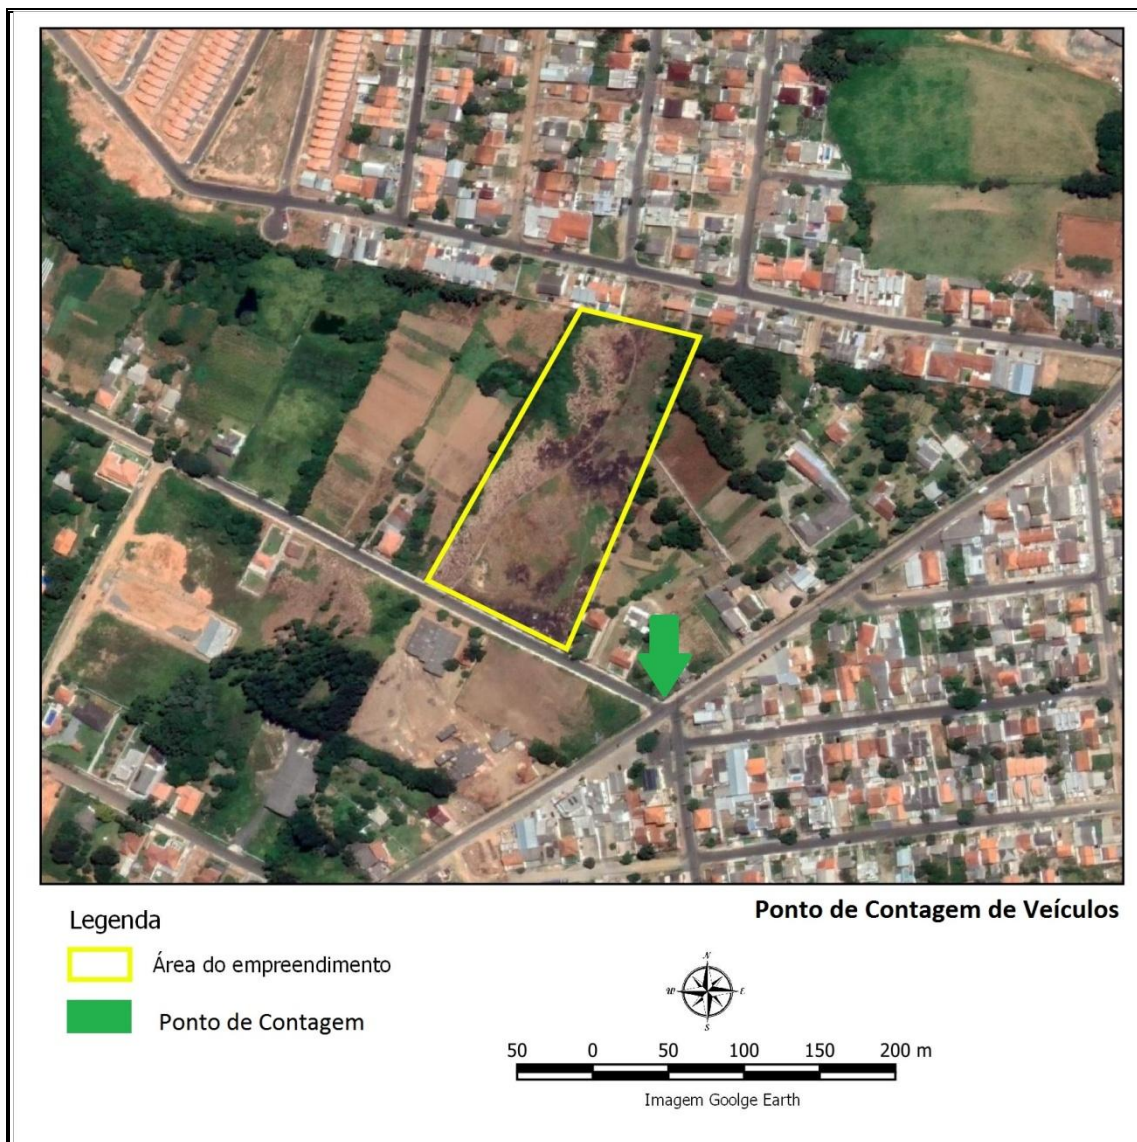 Ponto de Contagem de Veículos
Legenda
Área do empreendimento
Ponto de Contagem
N
W E
S
50 0 50 100 150 200 m
Imagem Goolge Earth